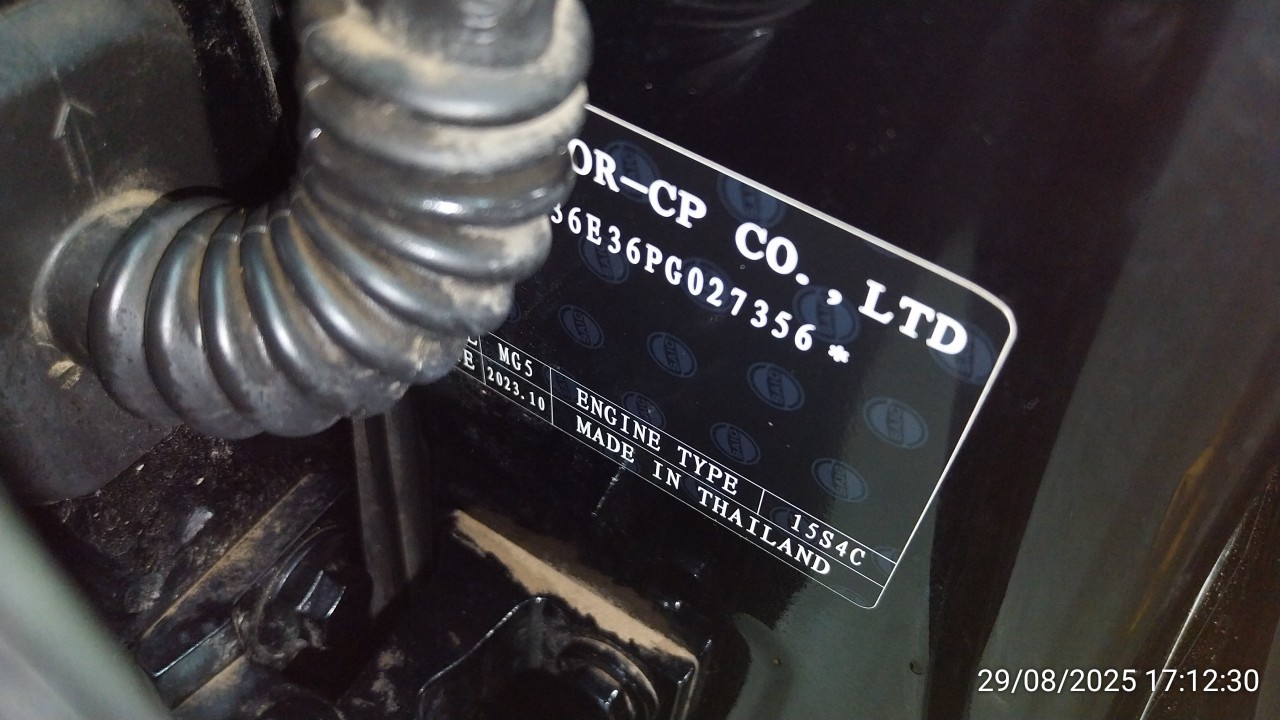 OR-CP CO.,LTD
36E36PG027356*
MG5 ENGINE TYPE 15S4C
2023.10 MADE IN THAILAND
29/08/2025 17:12:30